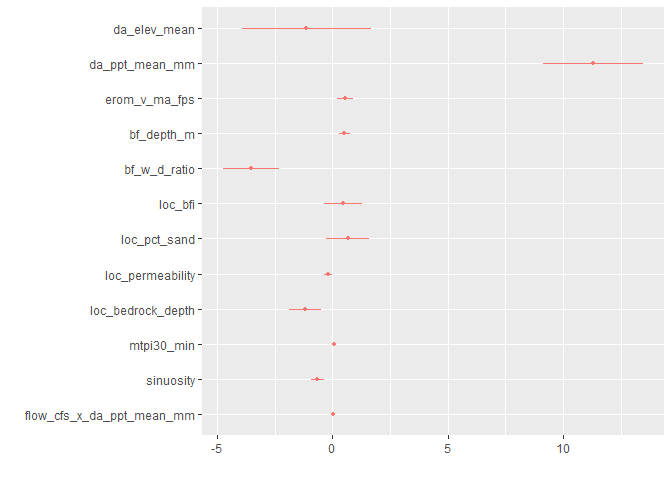 da_elev_mean
da_ppt_mean_mm
erom_v_ma_fps
bf_depth_m
bf_w_d_ratio
loc_bfi
loc_pct_sand
loc_permeability
loc_bedrock_depth
mtpi30_min
sinuosity
flow_cfs_x_da_ppt_mean_mm
-5 0 5 10